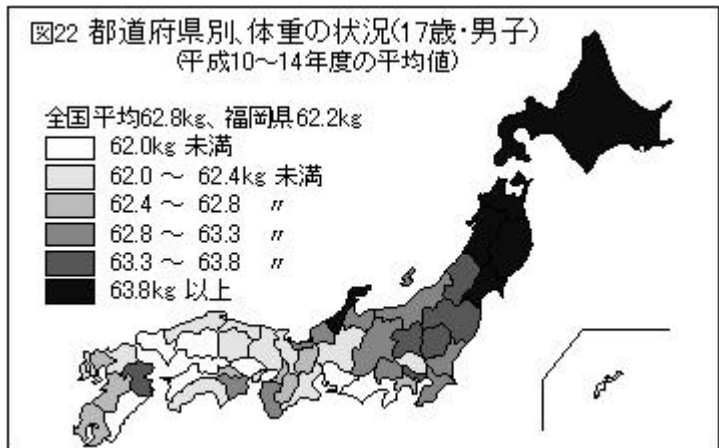 図22 都道府県別、体重の状況(17歳・男子)
(平成10～14年度の平均値)
全国平均62.8kg、福岡県62.2kg
62.0kg 未満
62.0 ～ 62.4kg 未満
62.4 ～ 62.8 〃
62.8 ～ 63.3 〃
63.3 ～ 63.8 〃
63.8kg 以上